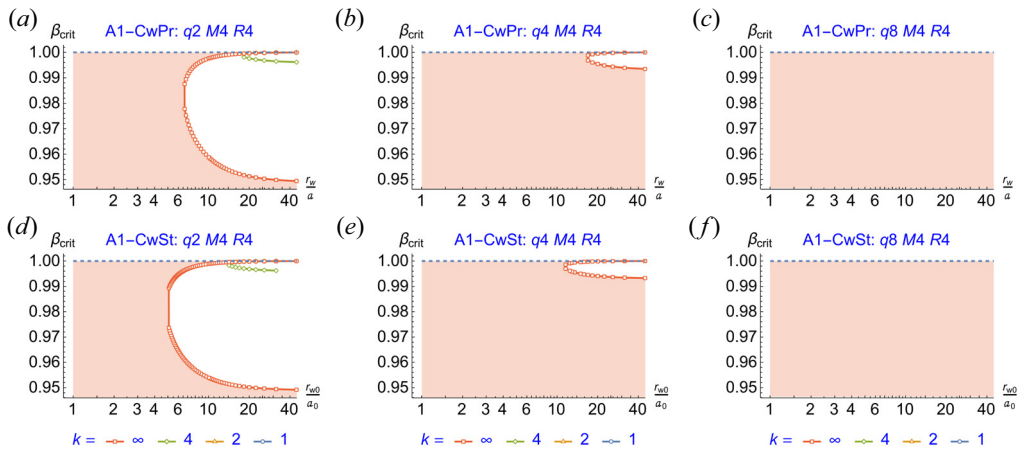 (a) β_crit A1–CwPr: q2 M4 R4
1.00
0.99
0.98
0.97
0.96
0.95
1 2 3 4 6 10 20 40 r_w/a
(b) β_crit A1–CwPr: q4 M4 R4
1.00
0.99
0.98
0.97
0.96
0.95
1 2 3 4 6 10 20 40 r_w/a
(c) β_crit A1–CwPr: q8 M4 R4
1.00
0.99
0.98
0.97
0.96
0.95
1 2 3 4 6 10 20 40 r_w/a
(d) β_crit A1–CwSt: q2 M4 R4
1.00
0.99
0.98
0.97
0.96
0.95
1 2 3 4 6 10 20 40 r_w0/a_0
k = ∞ 4 2 1
(e) β_crit A1–CwSt: q4 M4 R4
1.00
0.99
0.98
0.97
0.96
0.95
1 2 3 4 6 10 20 40 r_w0/a_0
k = ∞ 4 2 1
(f) β_crit A1–CwSt: q8 M4 R4
1.00
0.99
0.98
0.97
0.96
0.95
1 2 3 4 6 10 20 40 r_w0/a_0
k = ∞ 4 2 1